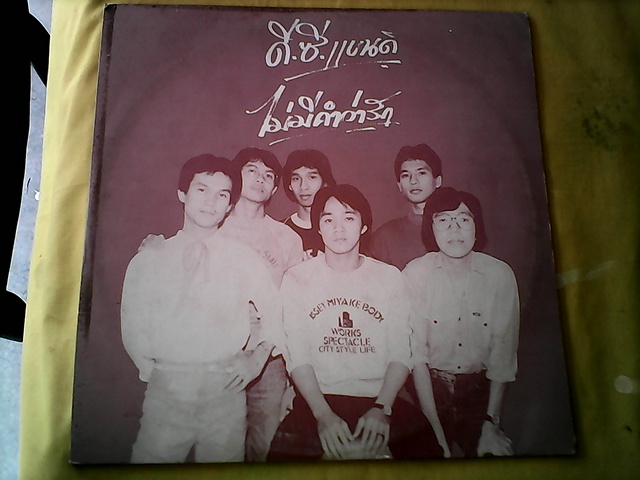 ดี.ซี.แบนด์
ไม่มีคำว่ารัก
ISSEY MIYAKE BODY
WORKS
SPECTACLE
CITY STYLE LIFE